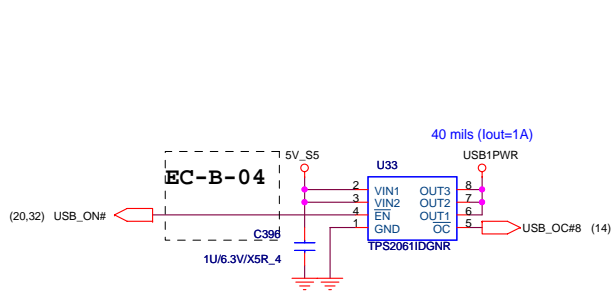 40 mils (Iout=1A)
5V_S5
U33
USB1PWR
EC-B-04
2 VIN1 OUT3 8
3 VIN2 OUT2 7
4 EN OUT1 6
1 GND OC 5
(20,32) USB_ON#
USB_OC#8 (14)
C396
TPS2061IDGNR
1U/6.3V/X5R_4